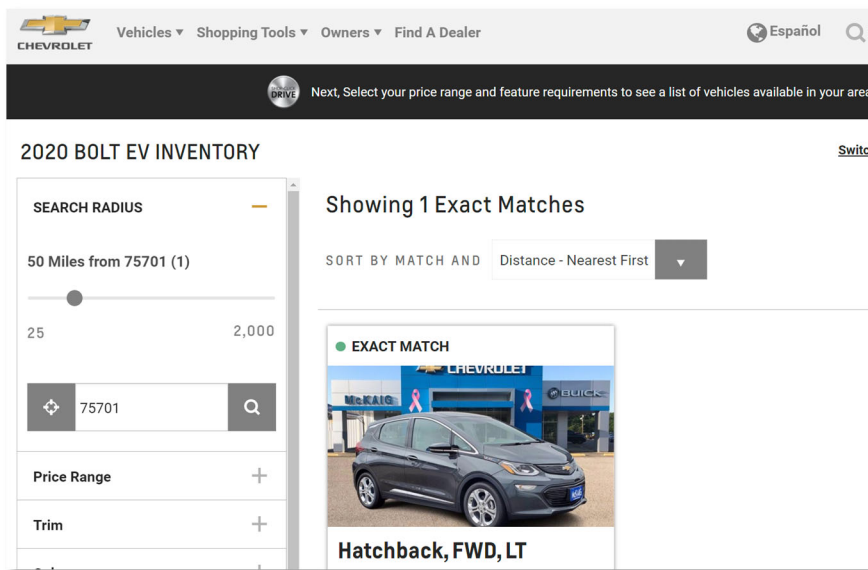 CHEVROLET
Vehicles ▼ Shopping Tools ▼ Owners ▼ Find A Dealer
Español
DRIVE
Next, Select your price range and feature requirements to see a list of vehicles available in your area
2020 BOLT EV INVENTORY
SEARCH RADIUS
50 Miles from 75701 (1)
25
2,000
75701
Price Range
Trim
Showing 1 Exact Matches
SORT BY MATCH AND Distance - Nearest First
EXACT MATCH
CHEVROLET
McKAIG
BUICK
Hatchback, FWD, LT